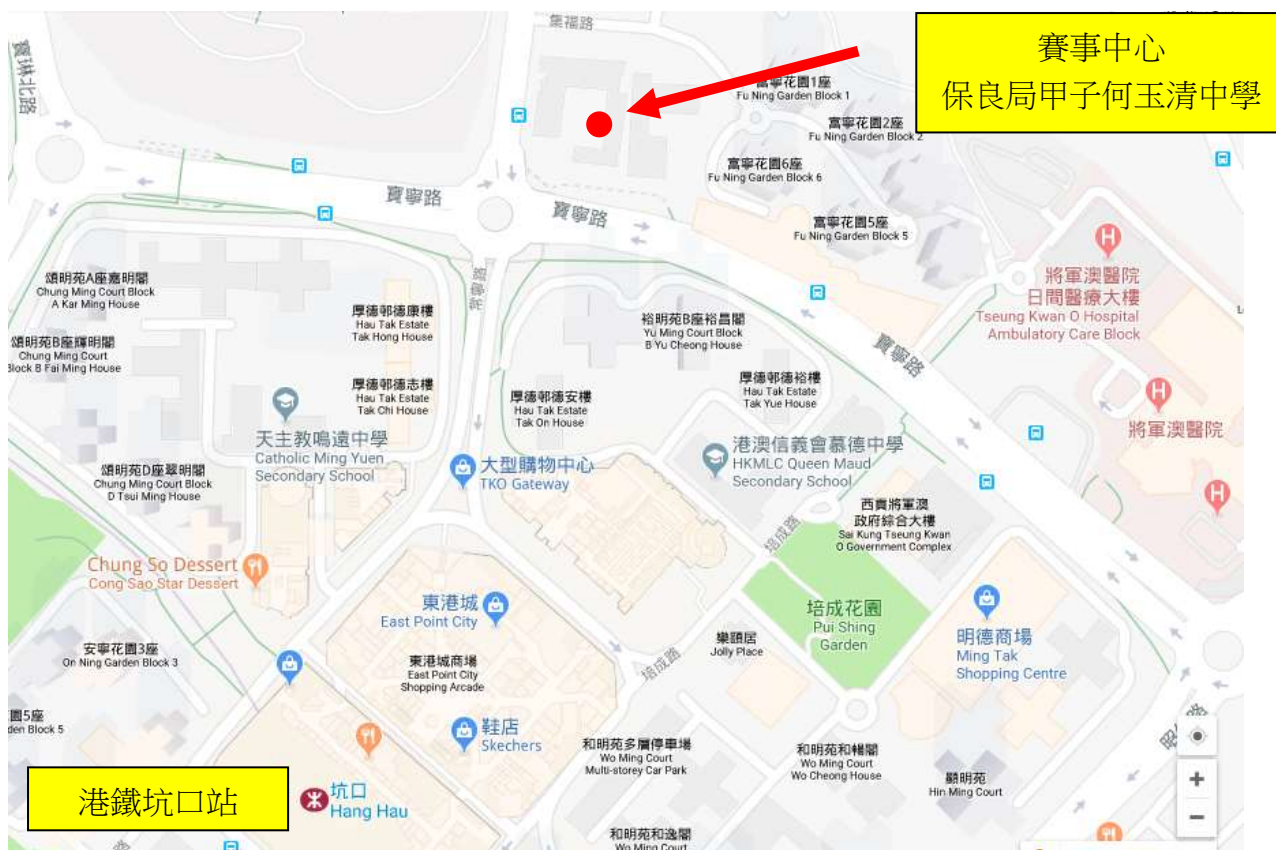 賽事中心
保良局甲子何玉清中學
集福路
寶琳北路
富寧花園1座
Fu Ning Garden Block 1
富寧花園2座
Fu Ning Garden Block 2
富寧花園6座
Fu Ning Garden Block 6
寶寧路
寶寧路
富寧花園5座
Fu Ning Garden Block 5
將軍澳醫院
日間醫療大樓
Tseung Kwan O Hospital
Ambulatory Care Block
常寧路
頌明苑A座嘉明閣
Chung Ming Court Block
A Kar Ming House
厚德邨德康樓
Hau Tak Estate
Tak Hong House
裕明苑B座裕昌閣
Yu Ming Court Block
B Yu Cheong House
寶寧路
頌明苑B座輝明閣
Chung Ming Court
Block B Fai Ming House
厚德邨德志樓
Hau Tak Estate
Tak Chi House
厚德邨德安樓
Hau Tak Estate
Tak On House
厚德邨德裕樓
Hau Tak Estate
Tak Yue House
將軍澳醫院
天主教鳴遠中學
Catholic Ming Yuen
Secondary School
港澳信義會慕德中學
HKMLC Queen Maud
Secondary School
大型購物中心
TKO Gateway
頌明苑D座翠明閣
Chung Ming Court Block
D Tsui Ming House
西貢將軍澳
政府綜合大樓
Sai Kung Tseung Kwan
O Government Complex
培成路
Chung So Dessert
Cong Sao Star Dessert
東港城
East Point City
培成花園
Pui Shing
Garden
明德商場
Ming Tak
Shopping Centre
樂頤居
Jolly Place
安寧花園3座
On Ning Garden Block 3
東港城商場
East Point City
Shopping Arcade
培成路
園5座
den Block 5
鞋店
Skechers
和明苑多層停車場
Wo Ming Court
Multi-storey Car Park
和明苑和暢閣
Wo Ming Court
Wo Cheong House
顯明苑
Hin Ming Court
港鐵坑口站
坑口
Hang Hau
和明苑和逸閣
Wo Ming Court